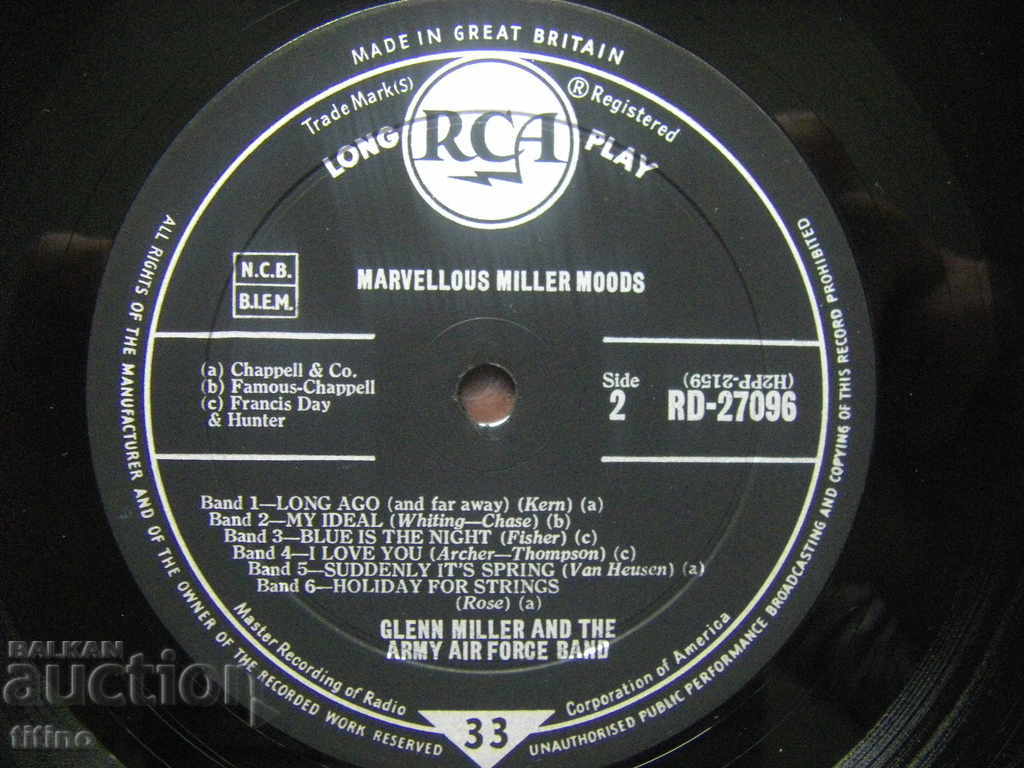 MADE IN GREAT BRITAIN
Trade Mark(s) ® Registered
LONG RCA PLAY
N.C.B.
B.I.E.M.
MARVELLOUS MILLER MOODS
(a) Chappell & Co.
(b) Famous-Chappell
(c) Francis Day
& Hunter
Side
2
(H2PP-2159)
RD-27096
Band 1—LONG AGO (and far away) (Kern) (a)
Band 2—MY IDEAL (Whiting—Chase) (b)
Band 3—BLUE IS THE NIGHT (Fisher) (c)
Band 4—I LOVE YOU (Archer—Thompson) (c)
Band 5—SUDDENLY IT'S SPRING (Van Heusen) (a)
Band 6—HOLIDAY FOR STRINGS
(Rose) (a)
GLENN MILLER AND THE
ARMY AIR FORCE BAND
Master Recording of Radio Corporation of America
33
ALL RIGHTS OF THE MANUFACTURER AND OF THE OWNER OF THE RECORDED WORK RESERVED
UNAUTHORISED PUBLIC PERFORMANCE BROADCASTING AND COPYING OF THIS RECORD PROHIBITED
BALKAN
auction
titino